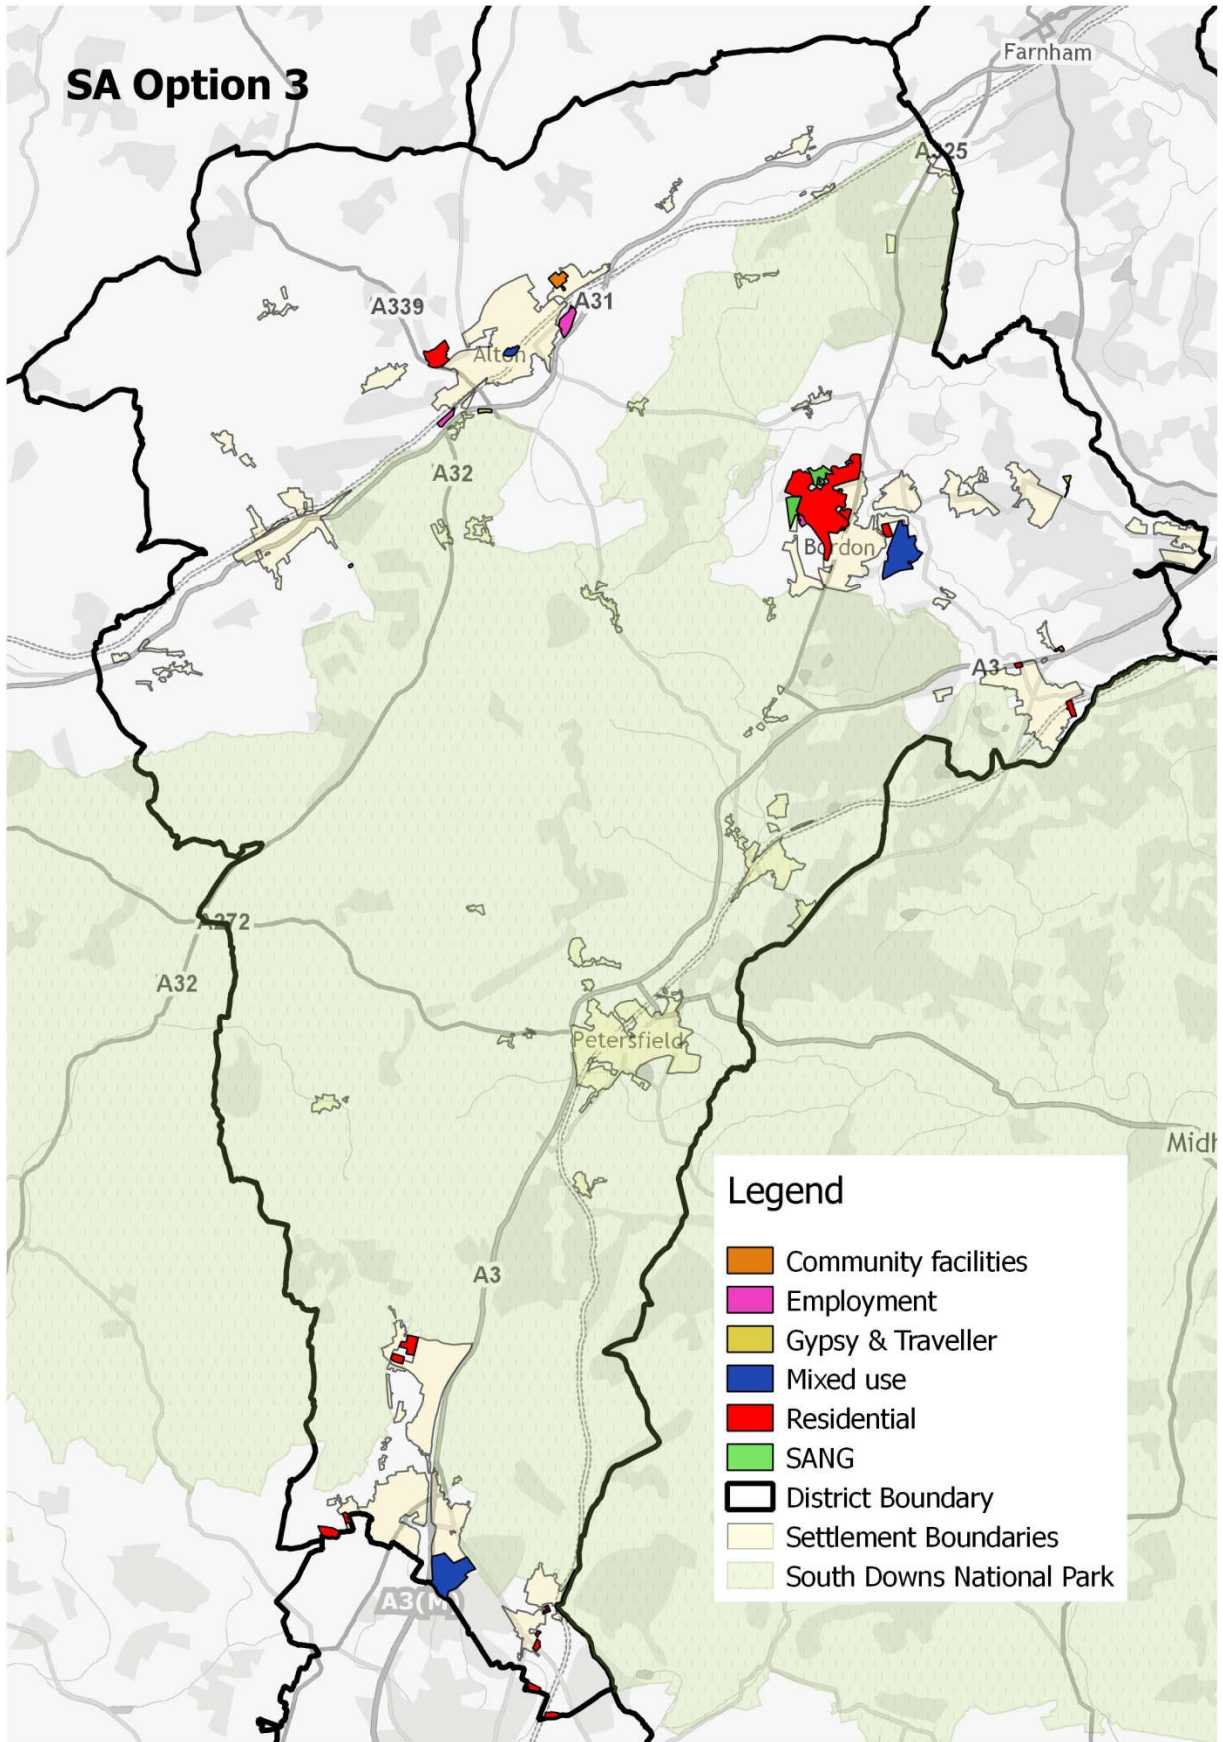 Farnham
SA Option 3
A325
A339
A31
Alton
A32
Bordon
A3
A272
A32
Petersfield
Midh
Legend
A3
Community facilities
Employment
Gypsy & Traveller
Mixed use
Residential
SANG
District Boundary
Settlement Boundaries
South Downs National Park
A3(M)